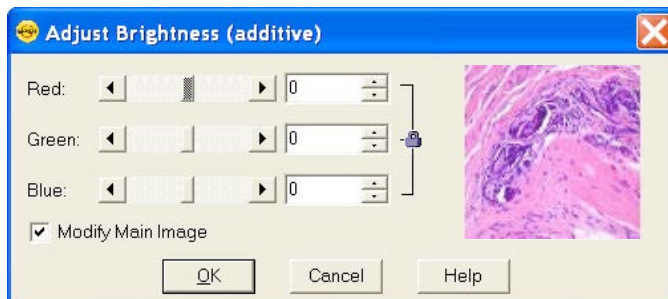 Adjust Brightness (additive)
Red: 0
Green: 0
Blue: 0
Modify Main Image
OK Cancel Help